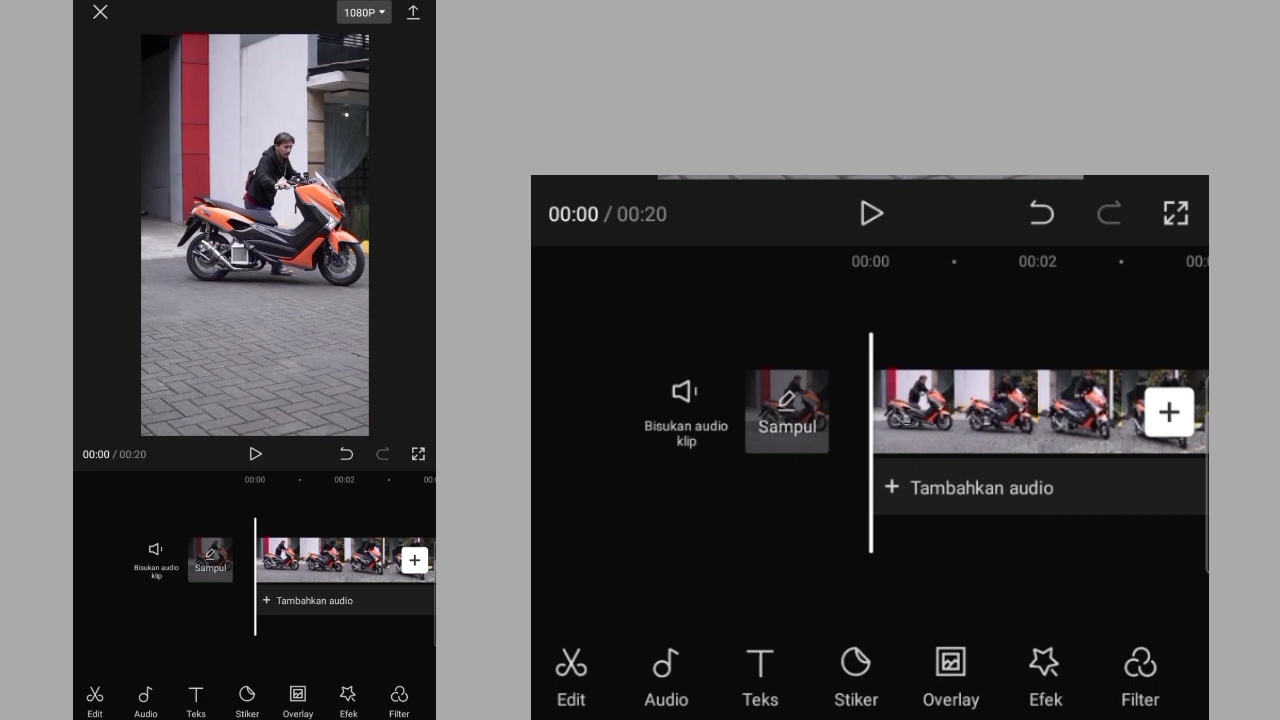 1080P
00:00 / 00:20
00:00
00:02
Bisukan audio
klip
Sampul
+ Tambahkan audio
Edit Audio Teks Stiker Overlay Efek Filter
00:00 / 00:20
00:00 00:02 00:
Bisukan audio
klip
Sampul
+ Tambahkan audio
Edit Audio Teks Stiker Overlay Efek Filter